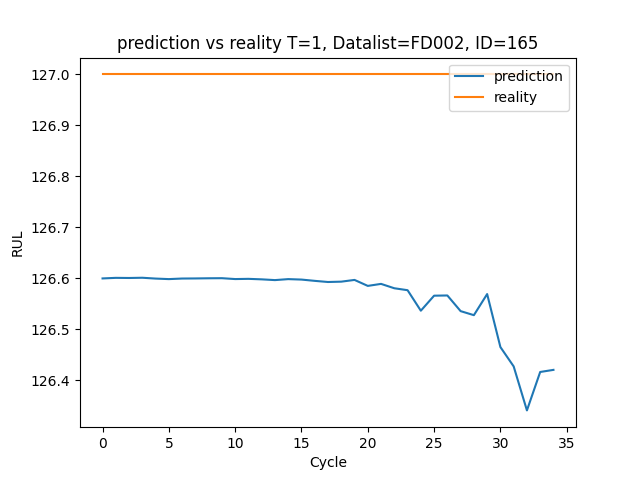 prediction vs reality T=1, Datalist=FD002, ID=165
prediction
reality
127.0
126.9
126.8
126.7
126.6
126.5
126.4
RUL
0 5 10 15 20 25 30 35
Cycle